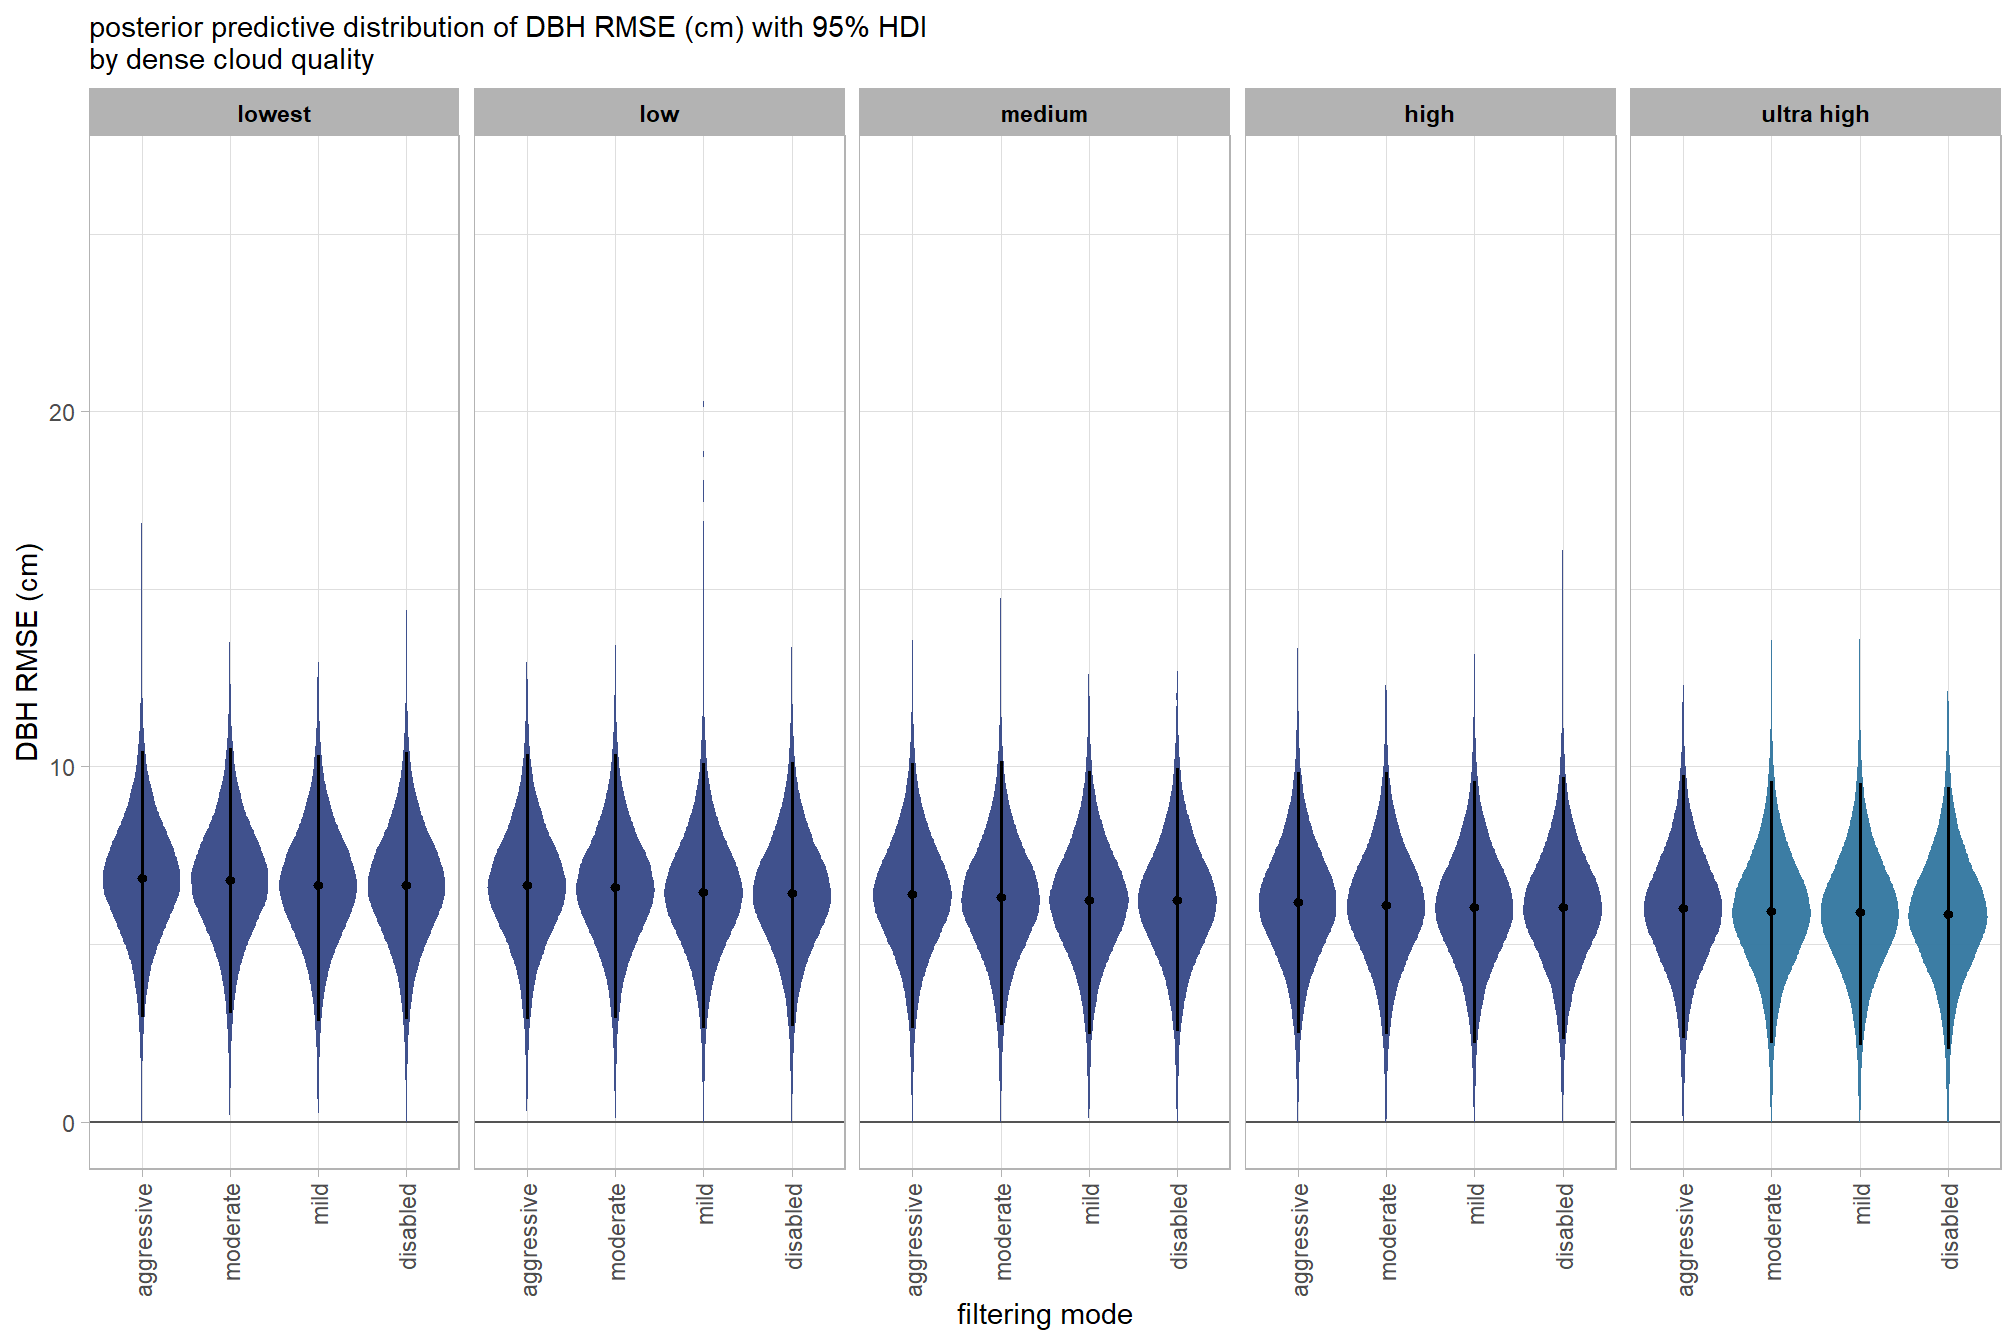 posterior predictive distribution of DBH RMSE (cm) with 95% HDI
by dense cloud quality
lowest
low
medium
high
ultra high
DBH RMSE (cm)
20
10
0
aggressive
moderate
mild
disabled
aggressive
moderate
mild
disabled
aggressive
moderate
mild
disabled
aggressive
moderate
mild
disabled
aggressive
moderate
mild
disabled
filtering mode